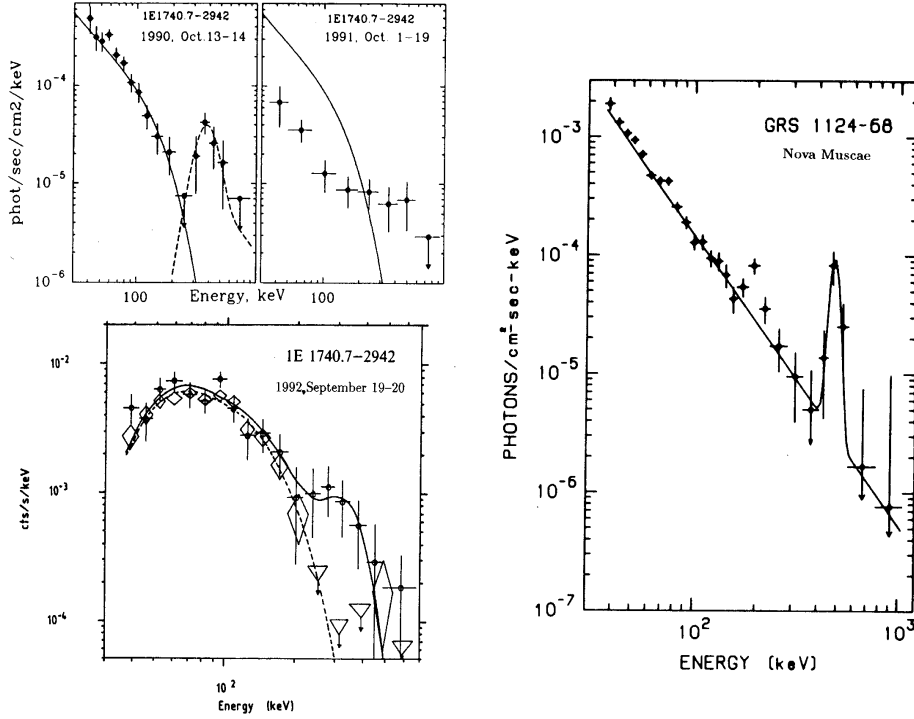 1E1740.7-2942
1990, Oct.13-14
1E1740.7-2942
1991, Oct. 1-19
phot/sec/cm2/keV
10⁻⁴
10⁻⁵
10⁻⁶
100
Energy, keV
100
1E 1740.7-2942
1992, September 19-20
cts/s/keV
10⁻²
10⁻³
10⁻⁴
10²
Energy (keV)
GRS 1124-68
Nova Muscae
PHOTONS/cm² sec-keV
10⁻³
10⁻⁴
10⁻⁵
10⁻⁶
10⁻⁷
10²
10³
ENERGY (keV)